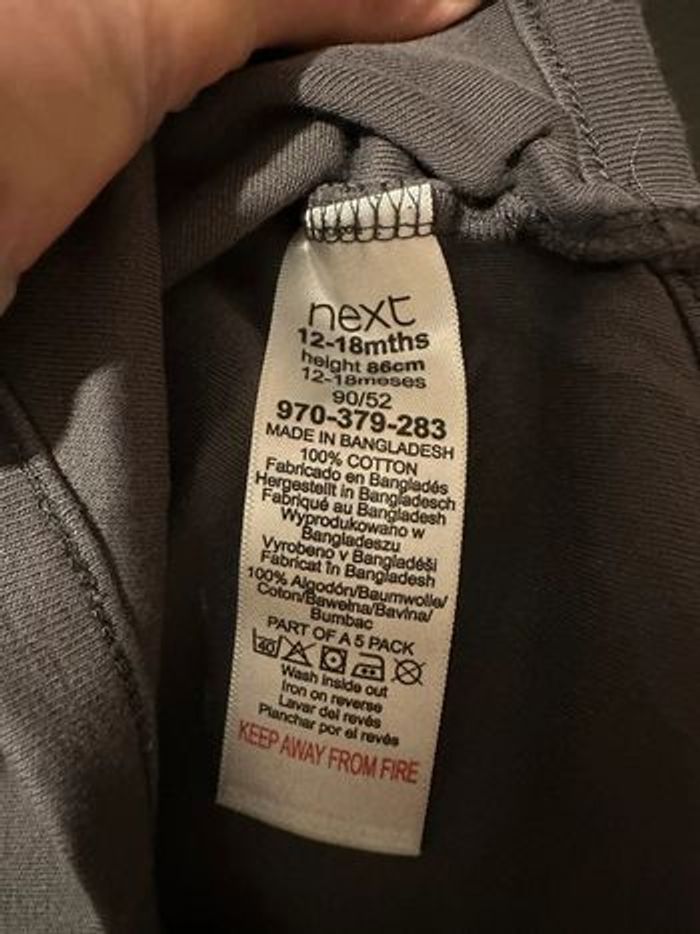 next
12-18mths
height 86cm
12-18meses
90/52
970-379-283
MADE IN BANGLADESH
100% COTTON
Fabricado en Bangladés
Hergestellt in Bangladesch
Fabriqué au Bangladesh
Wyprodukowano w
Bangladeszu
Vyrobeno v Bangladéši
Fabricat în Bangladesh
100% Algodón/Baumwolle/
Coton/Bawełna/Bavlna/
Bumbac
PART OF A 5 PACK
40
Wash inside out
Iron on reverse
Lavar del revés
Planchar por el revés
KEEP AWAY FROM FIRE